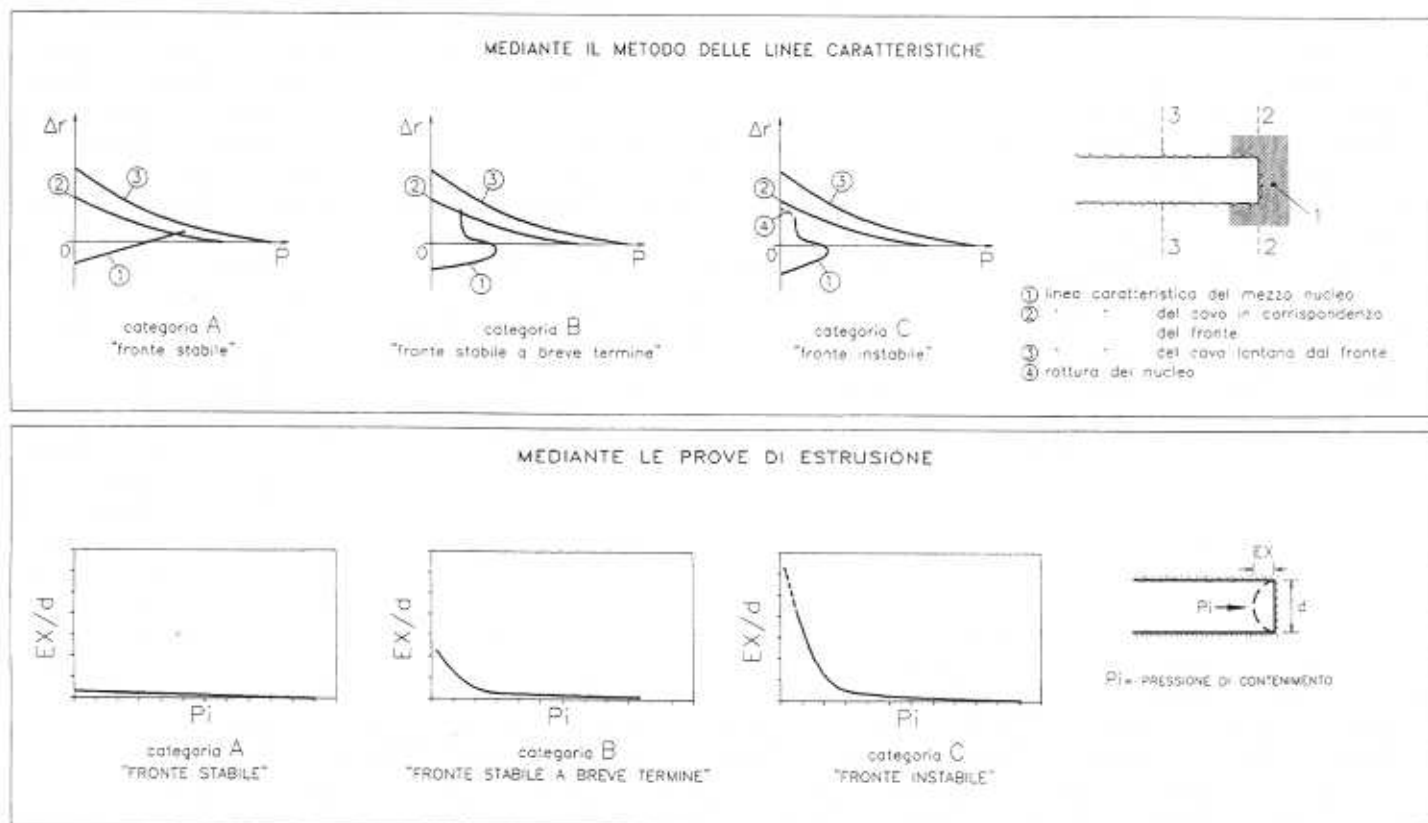 MEDIANTE IL METODO DELLE LINEE CARATTERISTICHE
Δr
2
3
0
P
1
categoria A
"fronte stabile"
Δr
2
3
0
P
1
categoria B
"fronte stabile a breve termine"
Δr
2
3
4
0
P
1
categoria C
"fronte instabile"
3
2
1
3
2
① linea caratteristica del mezzo nucleo
② " " del cavo in corrispondenza
del fronte
③ " " del cavo lontano dal fronte
④ rottura del nucleo
MEDIANTE LE PROVE DI ESTRUSIONE
EX/d
Pi
categoria A
"FRONTE STABILE"
EX/d
Pi
categoria B
"FRONTE STABILE A BREVE TERMINE"
EX/d
Pi
categoria C
"FRONTE INSTABILE"
EX
Pi
d
Pi= PRESSIONE DI CONTENIMENTO